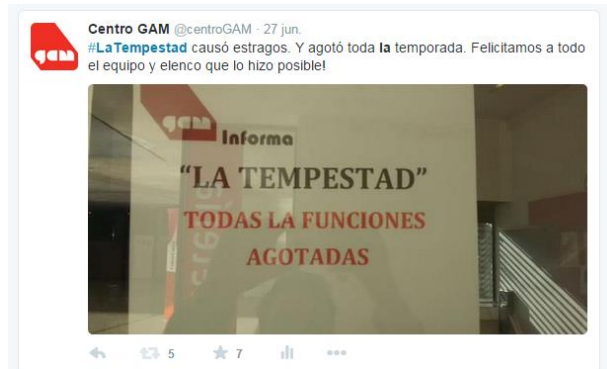 Centro GAM @centroGAM · 27 jun.
#LaTempestad causó estragos. Y agotó toda la temporada. Felicitamos a todo
el equipo y elenco que lo hizo posible!
gam
gam
Informa
"LA TEMPESTAD"
TODAS LA FUNCIONES
AGOTADAS
5
7